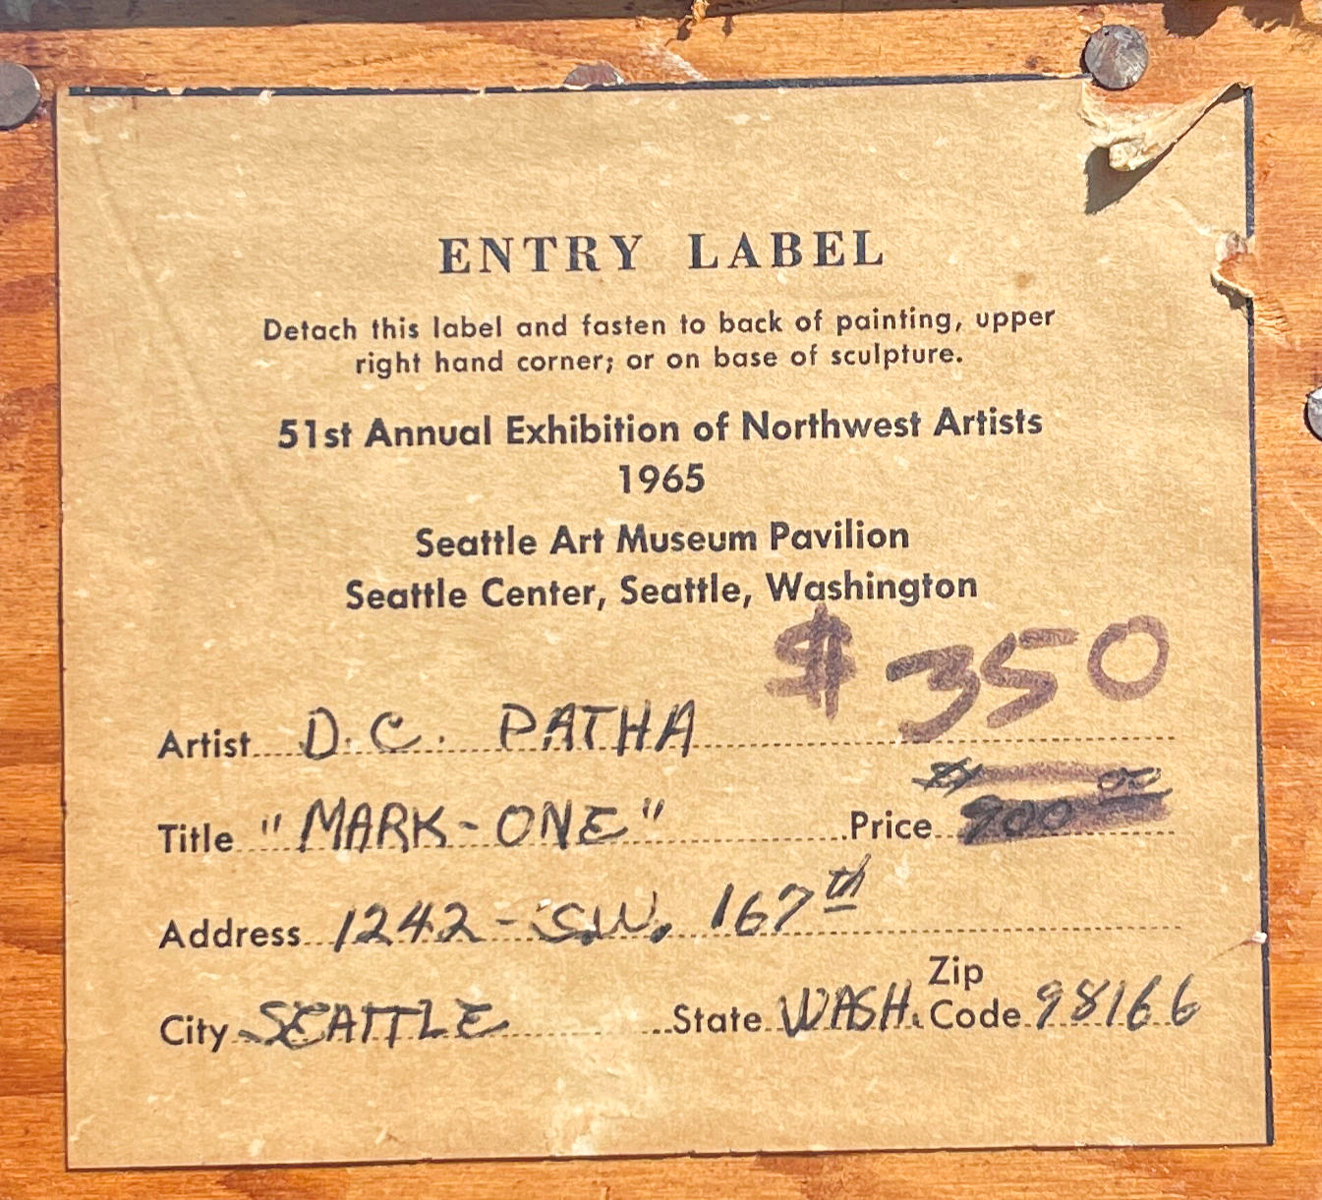 ENTRY LABEL
Detach this label and fasten to back of painting, upper
right hand corner; or on base of sculpture.
51st Annual Exhibition of Northwest Artists
1965
Seattle Art Museum Pavilion
Seattle Center, Seattle, Washington
$350
Artist D.C. PATHA
Title "MARK-ONE" Price
Address 1242-S.W. 167th
City SEATTLE State WASH. Zip Code 98166